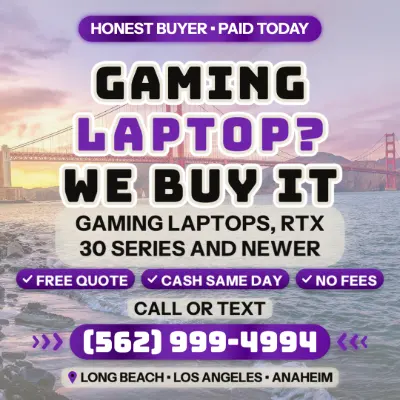 HONEST BUYER • PAID TODAY
GAMING
LAPTOP?
WE BUY IT
GAMING LAPTOPS, RTX
30 SERIES AND NEWER
✓ FREE QUOTE ✓ CASH SAME DAY ✓ NO FEES
CALL OR TEXT
(562) 999-4994
LONG BEACH • LOS ANGELES • ANAHEIM